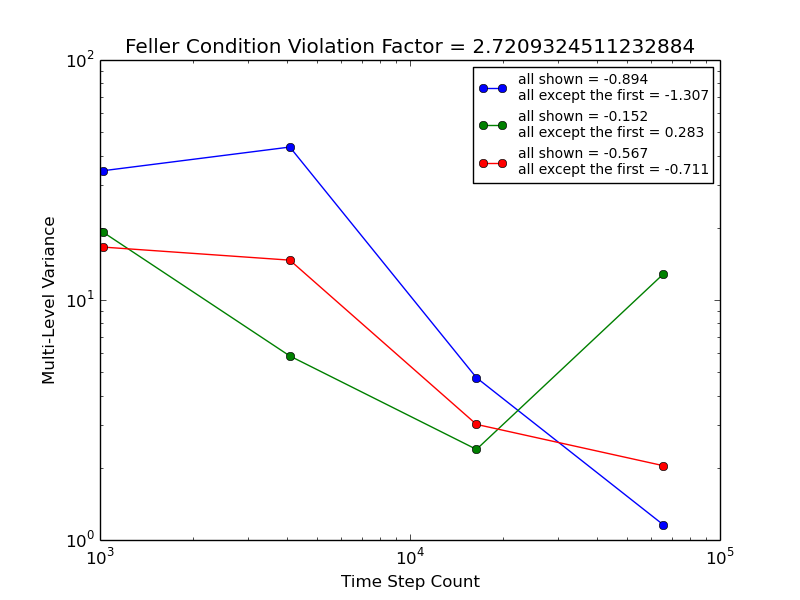 Feller Condition Violation Factor = 2.7209324511232884
10^2
all shown = -0.894
all except the first = -1.307
all shown = -0.152
all except the first = 0.283
all shown = -0.567
all except the first = -0.711
Multi-Level Variance
10^1
10^0
10^3
10^4
10^5
Time Step Count